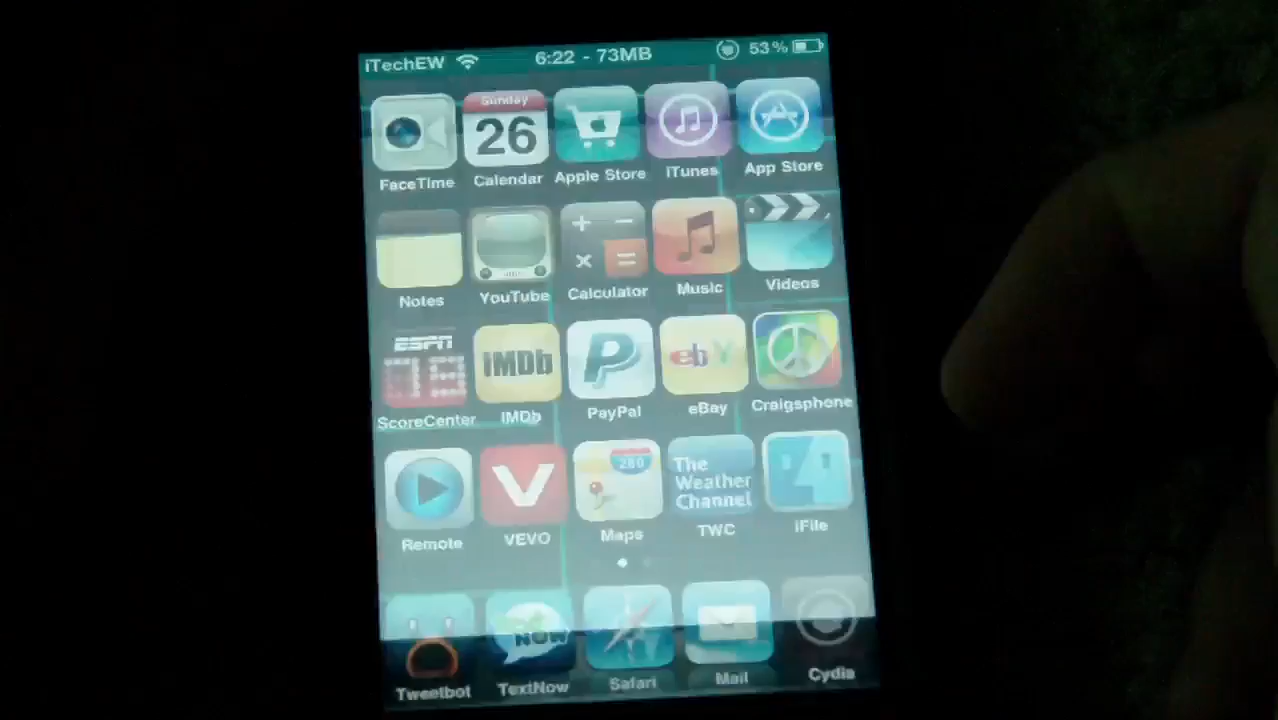 iTechEW 6:22 - 73MB 53%
Sunday
26
FaceTime Calendar Apple Store iTunes App Store
+ −
× =
Notes YouTube Calculator Music Videos
ESPN
IMDb P ebY
ScoreCenter IMDb PayPal eBay Craigsphone
V 280 The
Weather
Channel
Remote VEVO Maps TWC iFile
NOW
Tweetbot TextNow Safari Mail Cydia